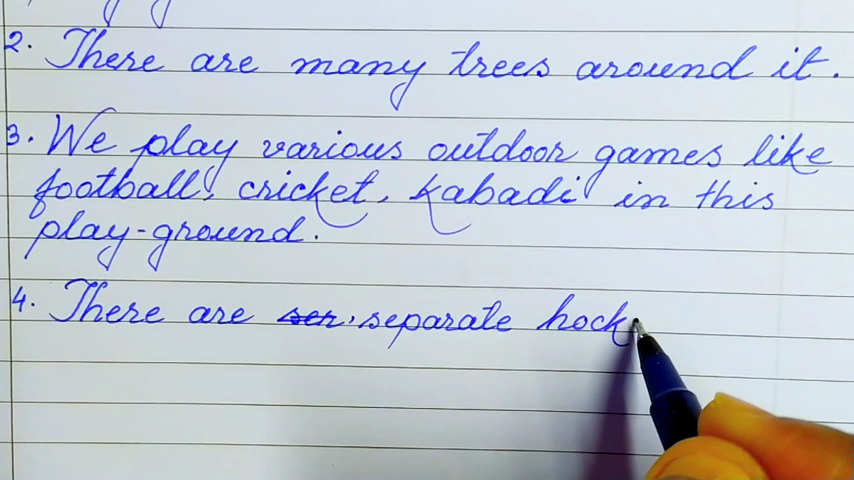 2. There are many trees around it.
3. We play various outdoor games like
football, cricket, kabadi in this
play-ground.
4. There are separate hock